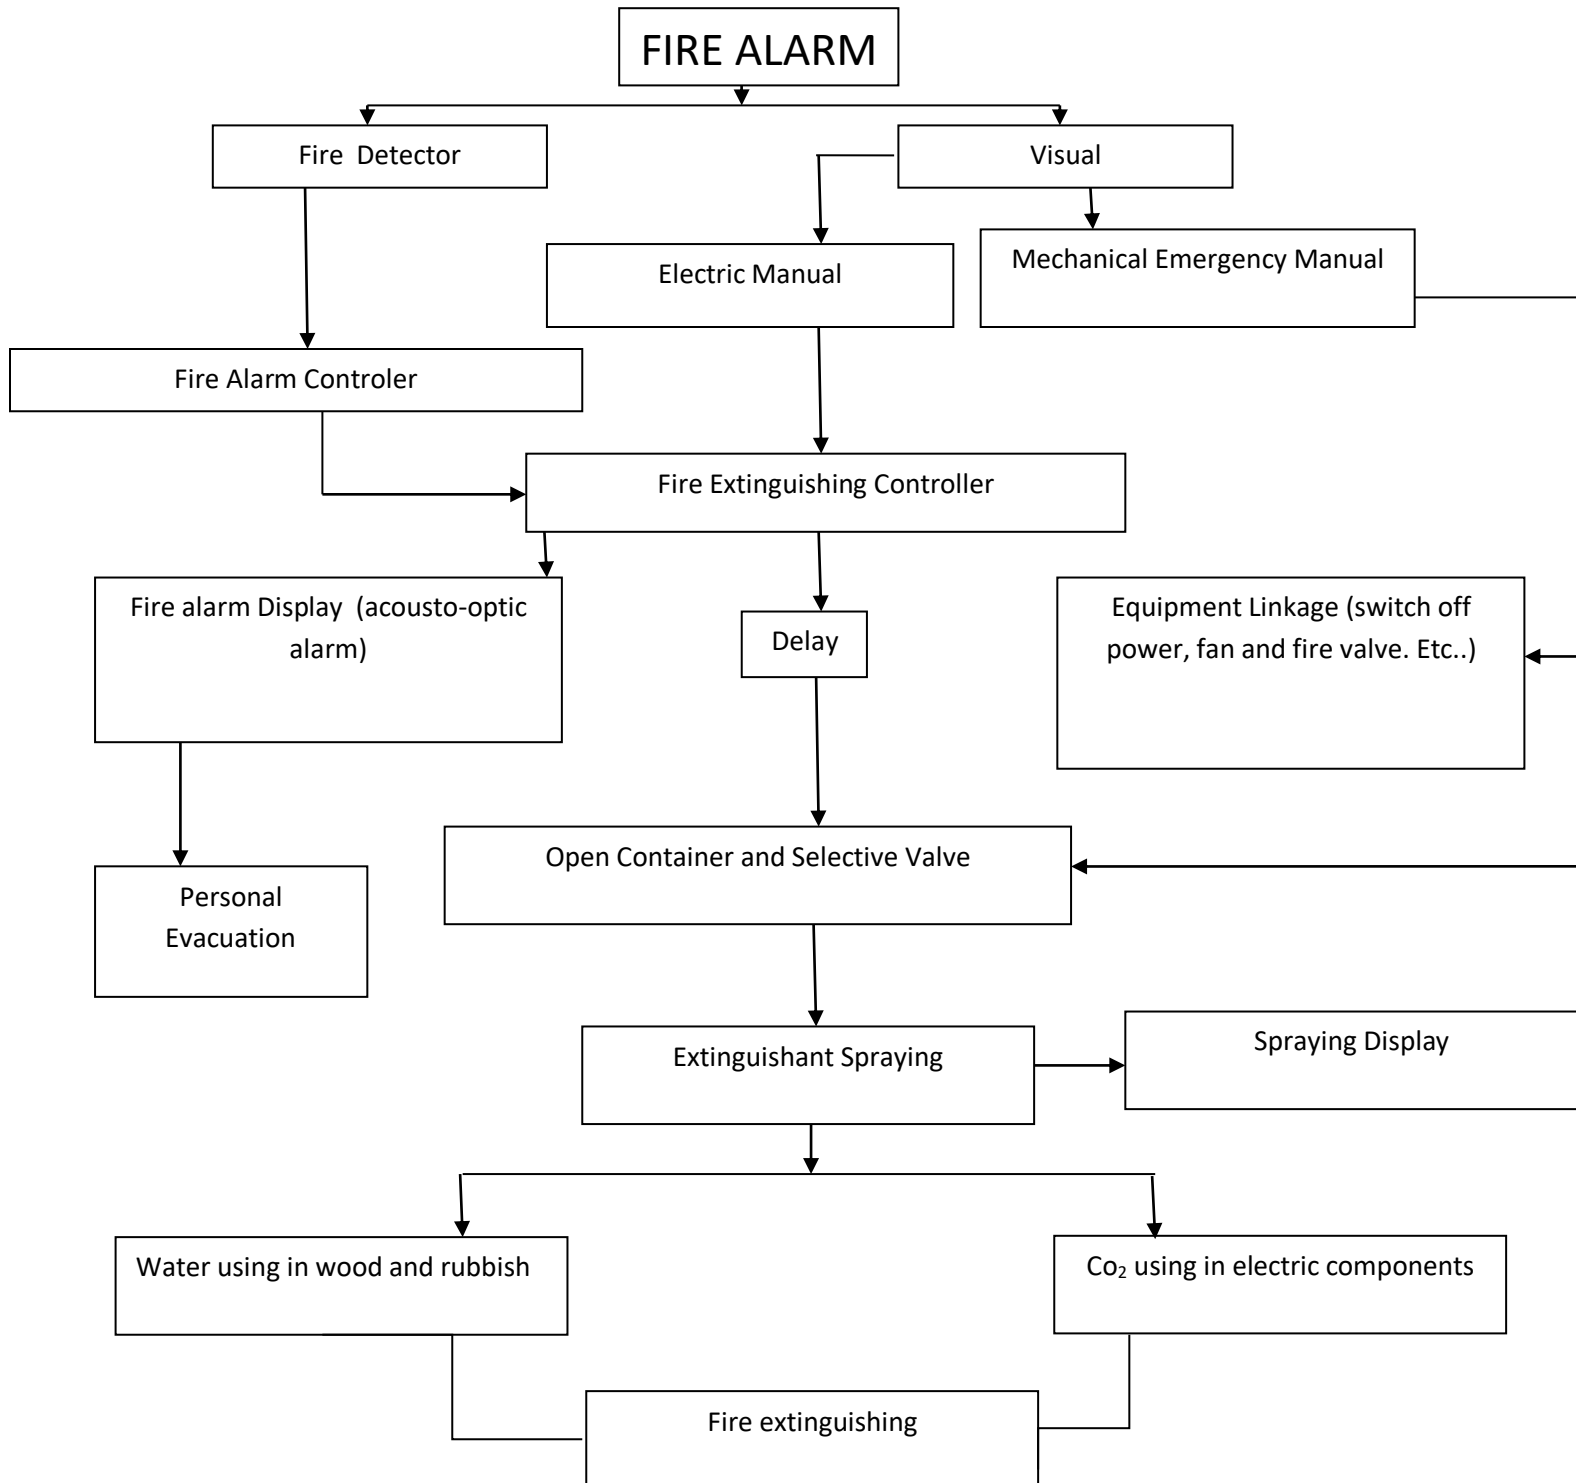 FIRE ALARM
Fire Detector
Visual
Electric Manual
Mechanical Emergency Manual
Fire Alarm Controler
Fire Extinguishing Controller
Fire alarm Display (acousto-optic
alarm)
Delay
Equipment Linkage (switch off
power, fan and fire valve. Etc..)
Open Container and Selective Valve
Personal
Evacuation
Extinguishant Spraying
Spraying Display
Water using in wood and rubbish
Co₂ using in electric components
Fire extinguishing